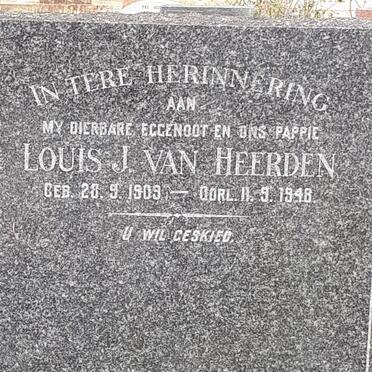 IN TERE HERINNERING
AAN
MY DIERBARE EGGENOOT EN ONS PAPPIE
LOUIS J. VAN HEERDEN
GEB. 28. 9. 1909 — OORL. 11. 9. 1948.
U WIL GESKIED.